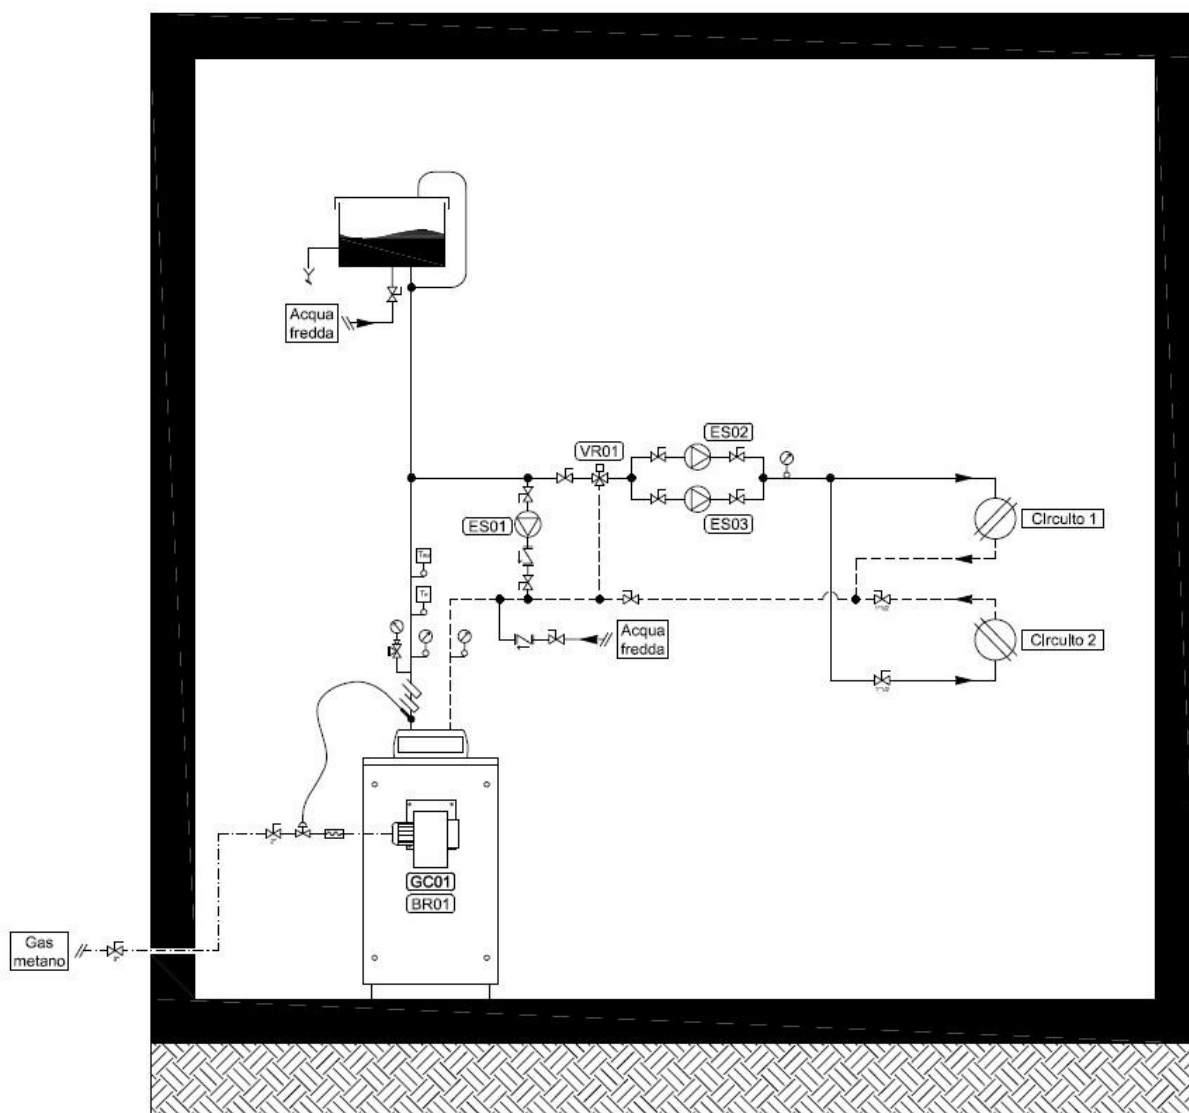 Acqua
fredda
ES02
VR01
ES01
ES03
CIrcuIto 1
Acqua
fredda
CIrcuIto 2
GC01
BR01
Gas
metano